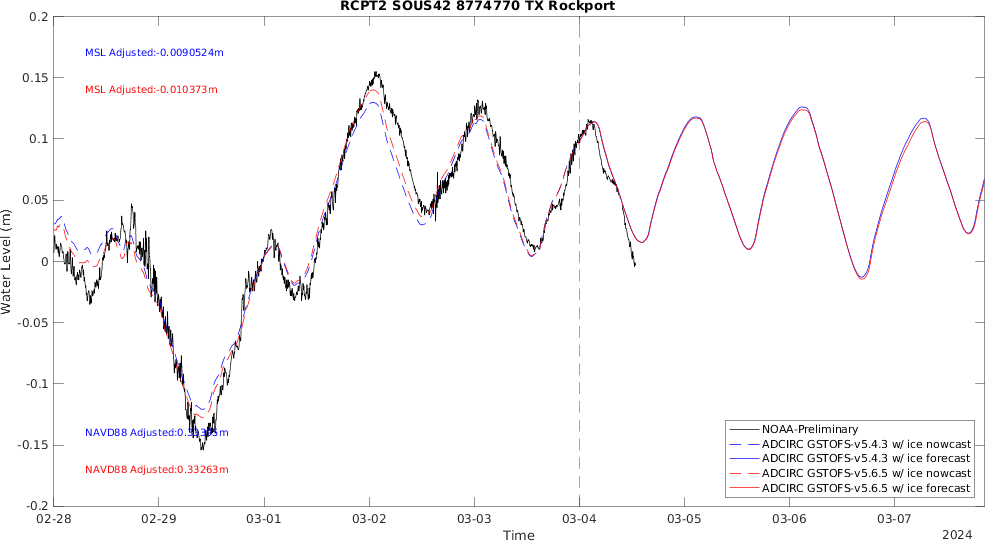 RCPT2 SOUS42 8774770 TX Rockport
0.2
0.15
0.1
0.05
0
-0.05
-0.1
-0.15
-0.2
Water Level (m)
MSL Adjusted:-0.0090524m
MSL Adjusted:-0.010373m
NAVD88 Adjusted:
NAVD88 Adjusted:0.33263m
NOAA-Preliminary
ADCIRC GSTOFS-v5.4.3 w/ ice nowcast
ADCIRC GSTOFS-v5.4.3 w/ ice forecast
ADCIRC GSTOFS-v5.6.5 w/ ice nowcast
ADCIRC GSTOFS-v5.6.5 w/ ice forecast
02-28 02-29 03-01 03-02 03-03 03-04 03-05 03-06 03-07
Time
2024